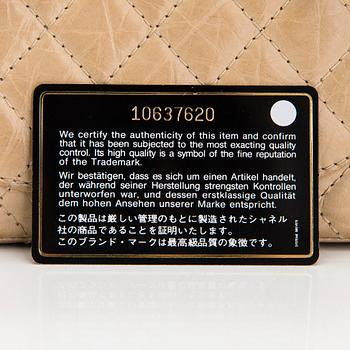 10637620
We certify the authenticity of this item and confirm
that it has been subjected to the most exacting quality
control. Its high quality is a symbol of the fine reputation
of the Trademark.
Wir bestätigen, dass es sich um einen Artikel handelt,
der während seiner Herstellung strengsten Kontrollen
unterworfen war, und dessen erstklassige Qualität
dem hohen Ansehen unserer Marke entspricht.
この製品は厳しい管理のもとに製造されたシャネル
社の商品であることを証明いたします。
このブランド・マークは最高級品質の象徴です。